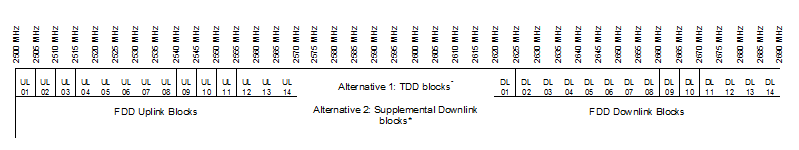 2500 MHz 2505 MHz 2510 MHz 2515 MHz 2520 MHz 2525 MHz 2530 MHz 2535 MHz 2540 MHz 2545 MHz 2550 MHz 2555 MHz 2560 MHz 2565 MHz 2570 MHz 2575 MHz 2580 MHz 2585 MHz 2590 MHz 2595 MHz 2600 MHz 2605 MHz 2610 MHz 2615 MHz 2620 MHz 2625 MHz 2630 MHz 2635 MHz 2640 MHz 2645 MHz 2650 MHz 2655 MHz 2660 MHz 2665 MHz 2670 MHz 2675 MHz 2680 MHz 2685 MHz 2690 MHz
UL UL UL UL UL UL UL UL UL UL UL UL UL UL
01 02 03 04 05 06 07 08 09 10 11 12 13 14
Alternative 1: TDD blocksˆ
DL DL DL DL DL DL DL DL DL DL DL DL DL DL
01 02 03 04 05 06 07 08 09 10 11 12 13 14
FDD Uplink Blocks
Alternative 2: Supplemental Downlink
blocks*
FDD Downlink Blocks